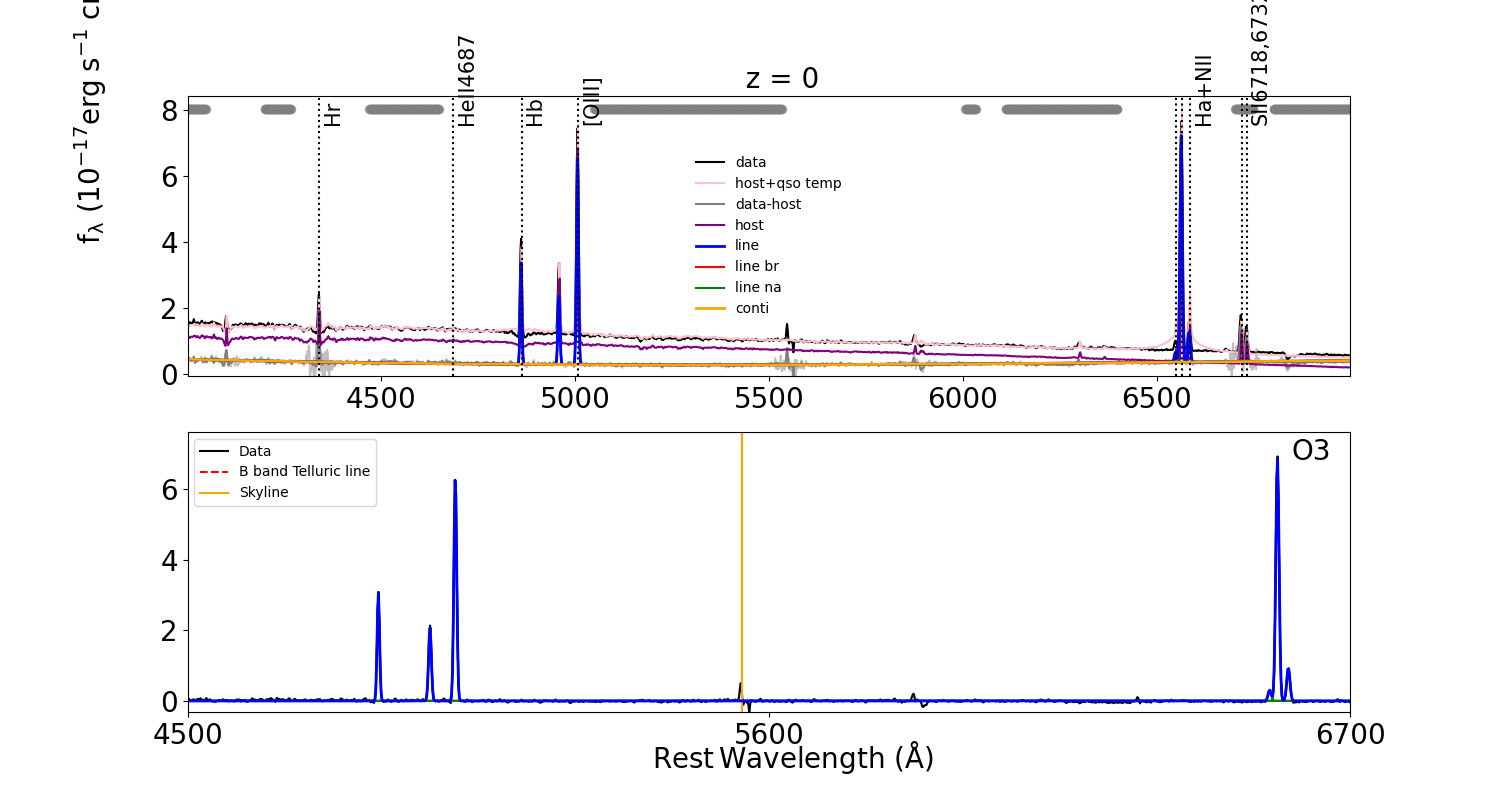 z = 0
f_λ (10^−17 erg s^−1 c
Hr
HeII4687
Hb
[OIII]
Ha+NII
SII6718,673
8
6
4
2
0
data
host+qso temp
data-host
host
line
line br
line na
conti
4500 5000 5500 6000 6500
O3
Data
B band Telluric line
Skyline
6
4
2
0
4500 5600 6700
Rest Wavelength (Å)